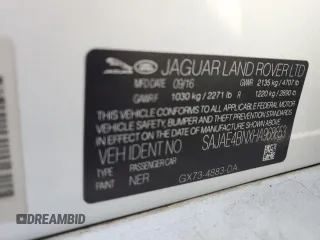 JAGUAR LAND ROVER LTD
09/16 GVWR 2135 kg / 4707 lb
GAWR F 1030 kg / 2271 lb R 1220 kg / 2690 lb
THIS VEHICLE CONFORMS TO ALL APPLICABLE FEDERAL MOTOR
VEHICLE SAFETY, BUMPER AND THEFT PREVENTION STANDARDS
IN EFFECT ON THE DATE OF MANUFACTURE SHOWN ABOVE
VEH IDENT NO
TYPE PASSENGER CAR
PAINT NER GX73-4883-DA
DREAMBID